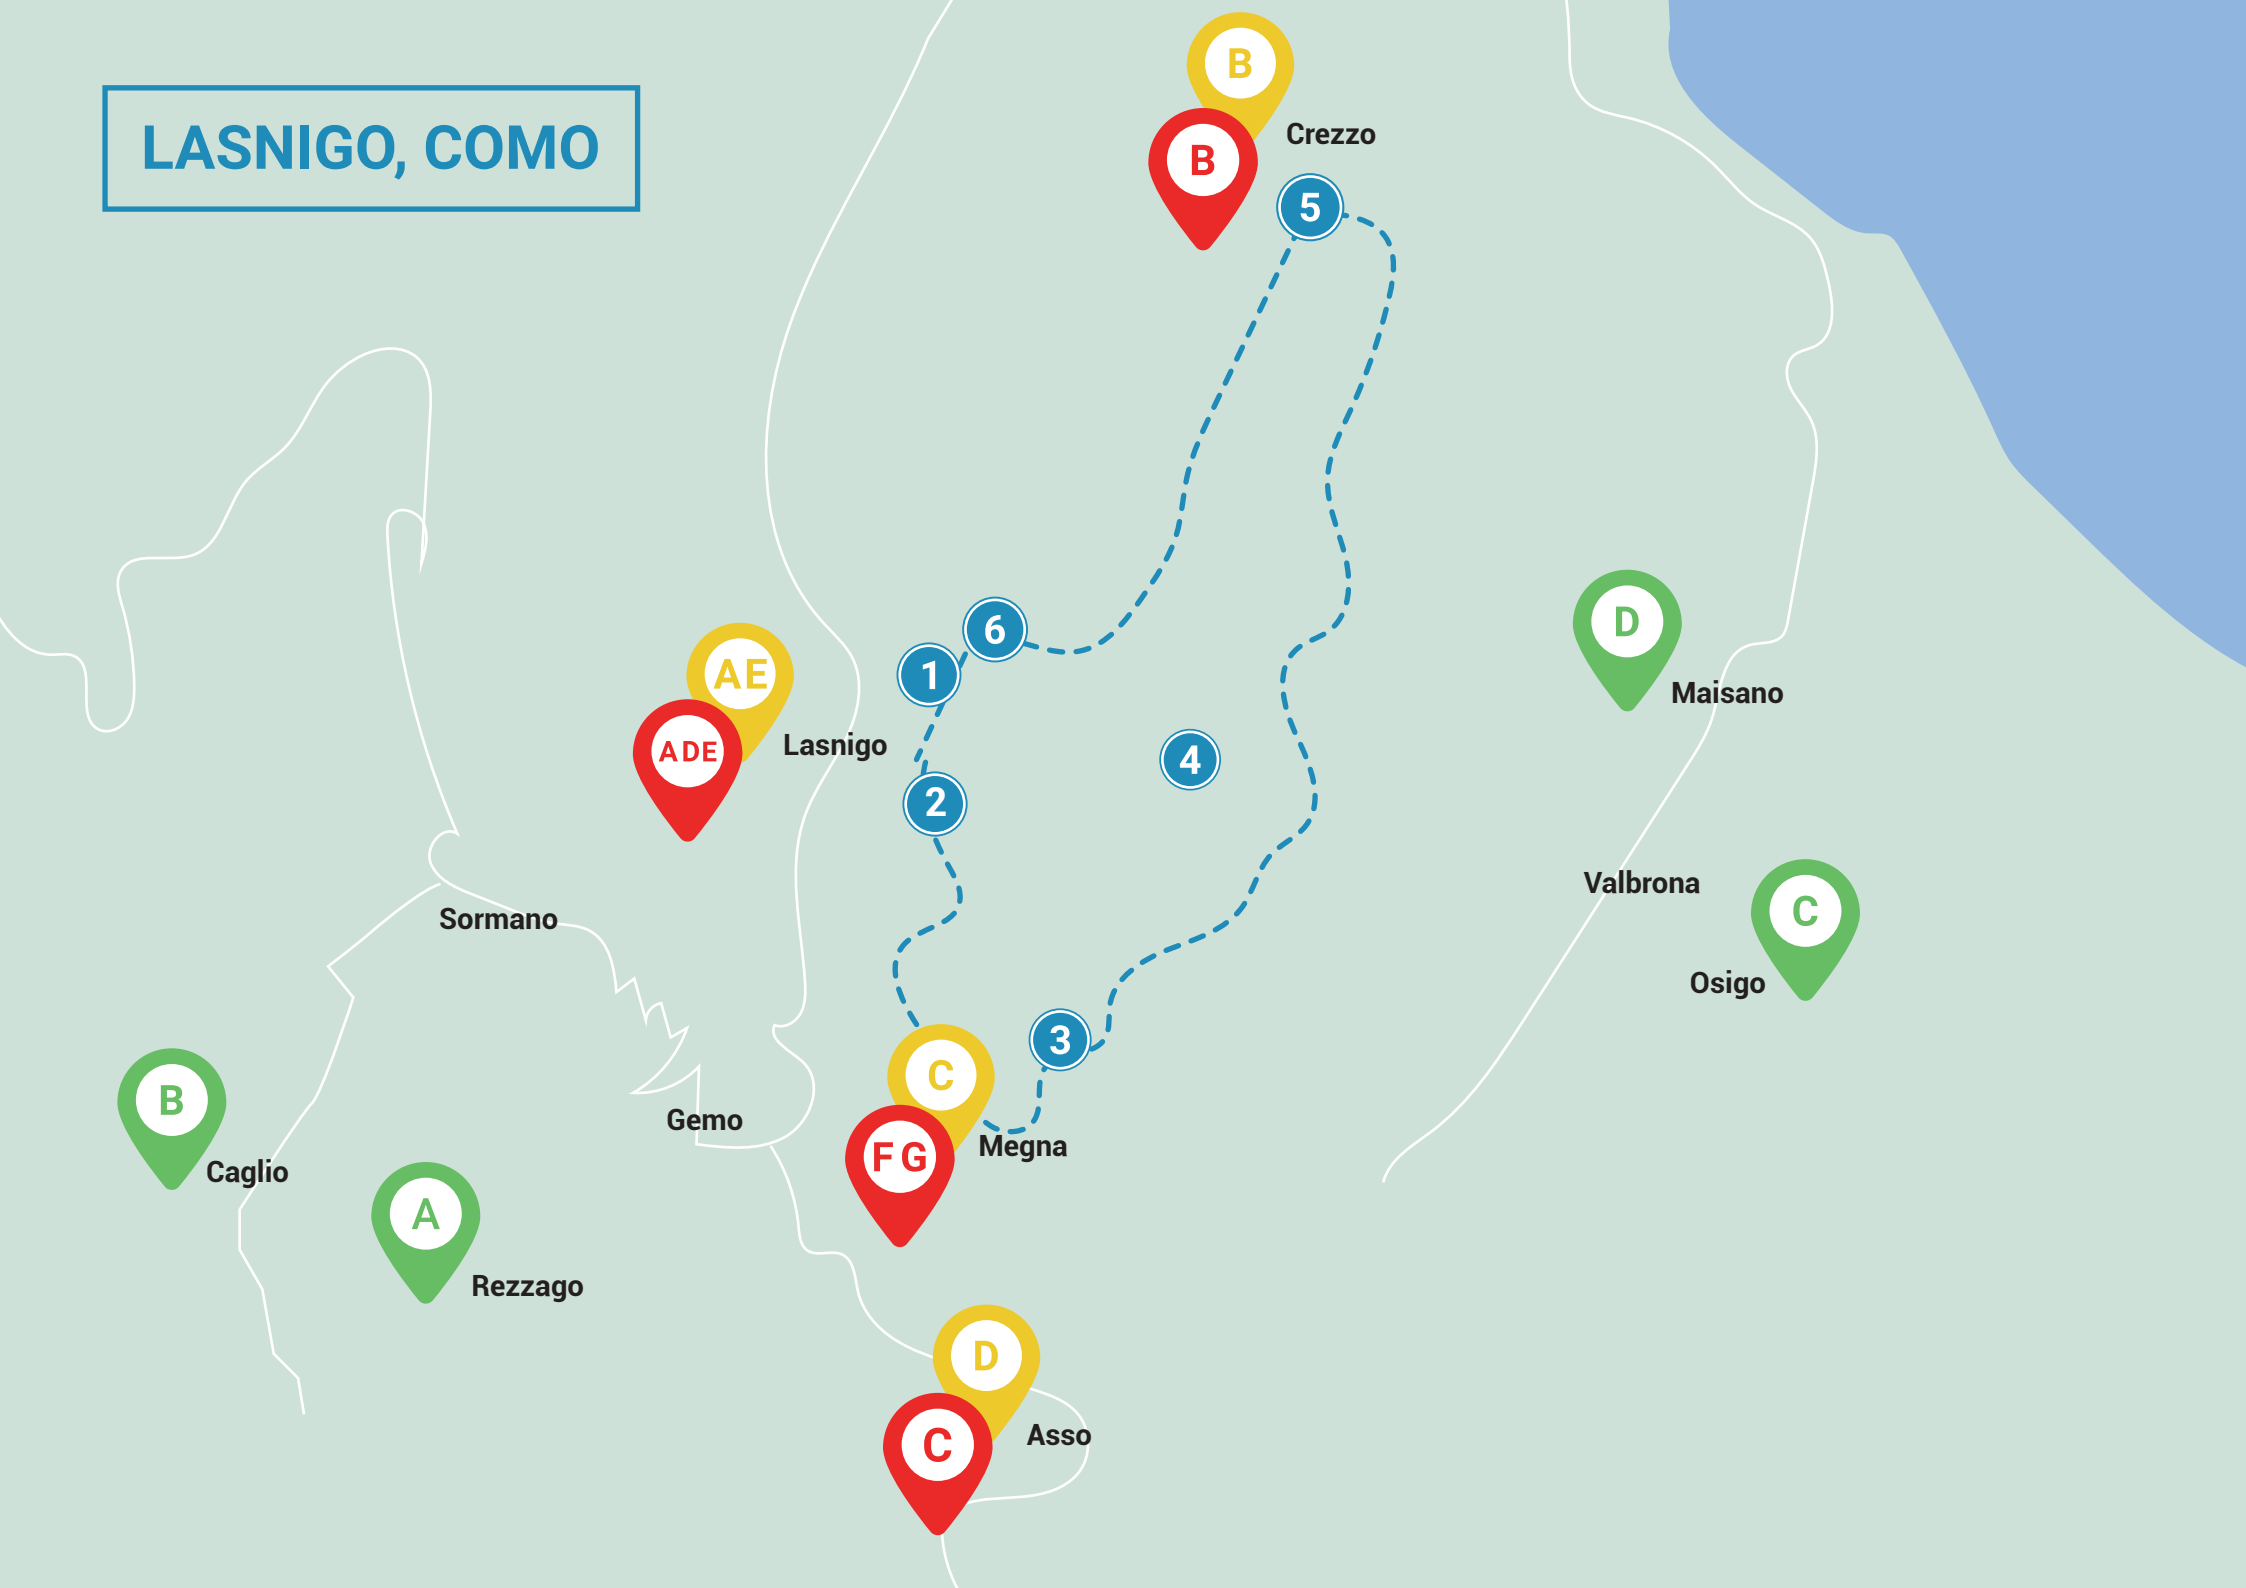 B
LASNIGO, COMO
Crezzo
B
5
6
D
1
AE
Maisano
ADE
Lasnigo
4
2
Valbrona
C
Sormano
Osigo
3
C
B
Gemo
Megna
F G
Caglio
A
Rezzago
D
Asso
C